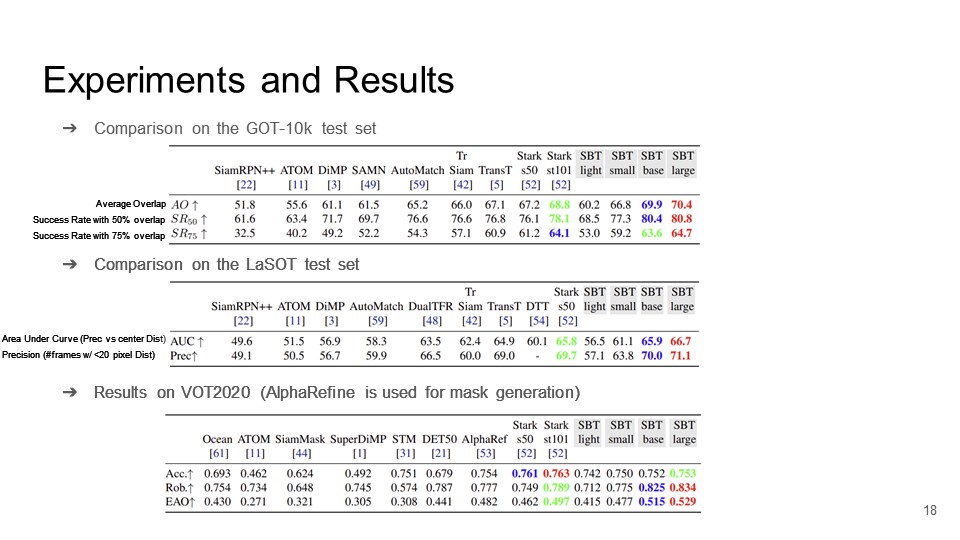 Experiments and Results
➔ Comparison on the GOT-10k test set
Tr Stark Stark SBT SBT SBT SBT
SiamRPN++ ATOM DiMP SAMN AutoMatch Siam TransT s50 st101 light small base large
[22] [11] [3] [49] [59] [42] [5] [52] [52]
Average Overlap AO ↑ 51.8 55.6 61.1 61.5 65.2 66.0 67.1 67.2 68.8 60.2 66.8 69.9 70.4
Success Rate with 50% overlap SR50 ↑ 61.6 63.4 71.7 69.7 76.6 76.6 76.8 76.1 78.1 68.5 77.3 80.4 80.8
Success Rate with 75% overlap SR75 ↑ 32.5 40.2 49.2 52.2 54.3 57.1 60.9 61.2 64.1 53.0 59.2 63.6 64.7
➔ Comparison on the LaSOT test set
Tr Stark SBT SBT SBT SBT
SiamRPN++ ATOM DiMP AutoMatch DualTFR Siam TransT DTT s50 light small base large
[22] [11] [3] [59] [48] [42] [5] [54] [52]
Area Under Curve (Prec vs center Dist) AUC ↑ 49.6 51.5 56.9 58.3 63.5 62.4 64.9 60.1 65.8 56.5 61.1 65.9 66.7
Precision (#frames w/ <20 pixel Dist) Prec↑ 49.1 50.5 56.7 59.9 66.5 60.0 69.0 - 69.7 57.1 63.8 70.0 71.1
➔ Results on VOT2020 (AlphaRefine is used for mask generation)
Stark Stark SBT SBT SBT SBT
Ocean ATOM SiamMask SuperDiMP STM DET50 AlphaRef s50 st101 light small base large
[61] [11] [44] [1] [31] [21] [53] [52] [52]
Acc.↑ 0.693 0.462 0.624 0.492 0.751 0.679 0.754 0.761 0.763 0.742 0.750 0.752 0.753
Rob.↑ 0.754 0.734 0.648 0.745 0.574 0.787 0.777 0.749 0.789 0.712 0.775 0.825 0.834
EAO↑ 0.430 0.271 0.321 0.305 0.308 0.441 0.482 0.462 0.497 0.415 0.477 0.515 0.529
18